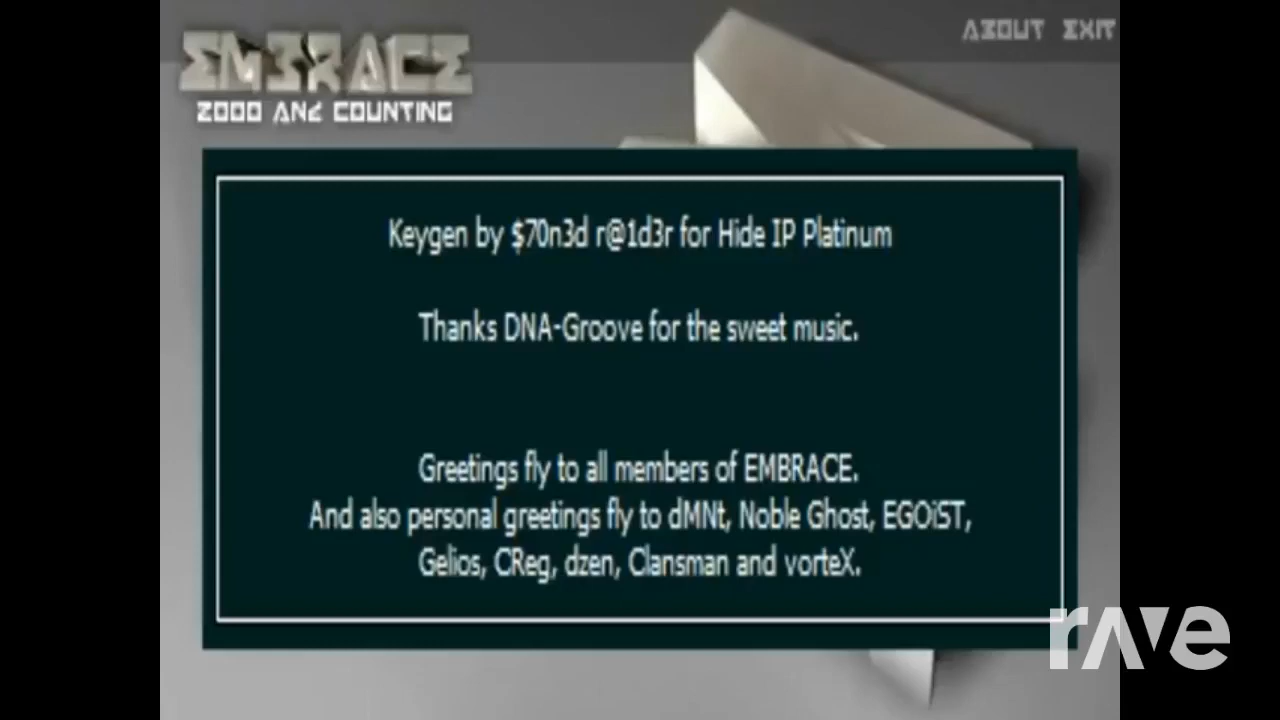 EMBRACE
2000 AND COUNTING
ABOUT EXIT
Keygen by $70n3d r@1d3r for Hide IP Platinum
Thanks DNA-Groove for the sweet music.
Greetings fly to all members of EMBRACE.
And also personal greetings fly to dMNt, Noble Ghost, EGOiST,
Gelios, CReg, dzen, Clansman and vorteX.
rave